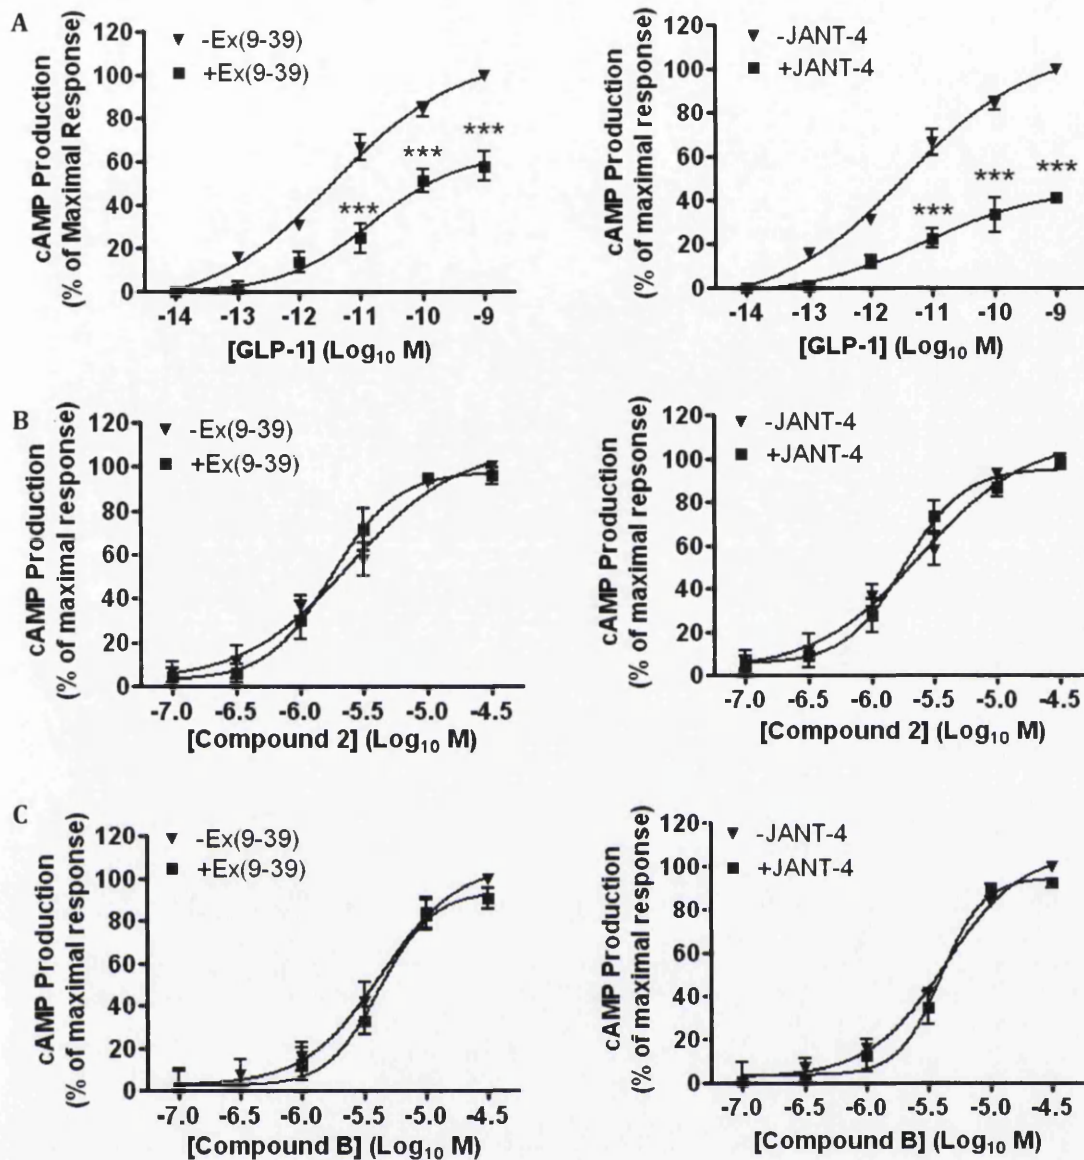 A
cAMP Production
(% of Maximal Response)
120
100
80
60
40
20
0
-Ex(9-39)
+Ex(9-39)
***
***
***
-14 -13 -12 -11 -10 -9
[GLP-1] (Log10 M)
cAMP Production
(% of maximal response)
120
100
80
60
40
20
0
-JANT-4
+JANT-4
***
***
***
-14 -13 -12 -11 -10 -9
[GLP-1] (Log10 M)
B
cAMP Production
(% of maximal response)
120
100
80
60
40
20
0
-Ex(9-39)
+Ex(9-39)
-7.0 -6.5 -6.0 -5.5 -5.0 -4.5
[Compound 2] (Log10 M)
cAMP Production
(% of maximal repsonse)
120
100
80
60
40
20
0
-JANT-4
+JANT-4
-7.0 -6.5 -6.0 -5.5 -5.0 -4.5
[Compound 2] (Log10 M)
C
cAMP Production
(% of maximal response)
120
100
80
60
40
20
0
-Ex(9-39)
+Ex(9-39)
-7.0 -6.5 -6.0 -5.5 -5.0 -4.5
[Compound B] (Log10 M)
cAMP Production
(% of maximal response)
120
100
80
60
40
20
0
-JANT-4
+JANT-4
-7.0 -6.5 -6.0 -5.5 -5.0 -4.5
[Compound B] (Log10 M)